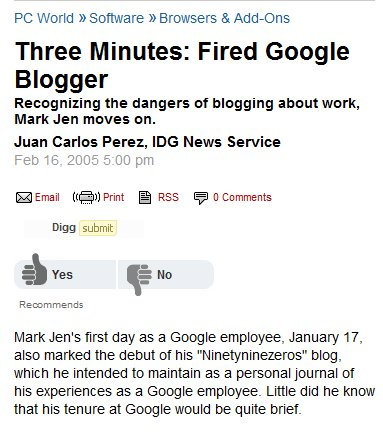 PC World » Software » Browsers & Add-Ons
Three Minutes: Fired Google
Blogger
Recognizing the dangers of blogging about work,
Mark Jen moves on.
Juan Carlos Perez, IDG News Service
Feb 16, 2005 5:00 pm
Email Print RSS 0 Comments
Digg submit
Yes No
Recommends
Mark Jen's first day as a Google employee, January 17,
also marked the debut of his "Ninetyninezeros" blog,
which he intended to maintain as a personal journal of
his experiences as a Google employee. Little did he know
that his tenure at Google would be quite brief.